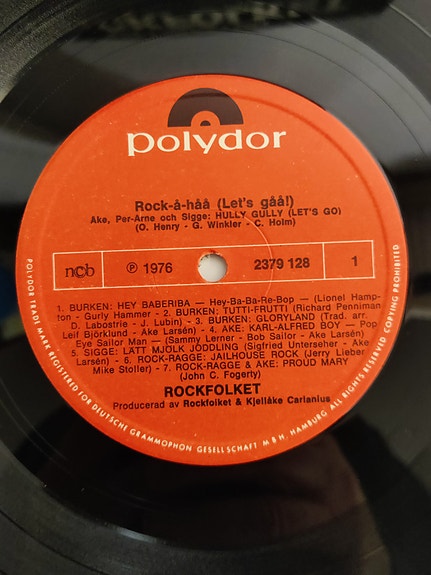 polydor
Rock-å-håå (Let's gåå!)
Ake, Per-Arne och Sigge: HULLY GULLY (LET'S GO)
(O. Henry - G. Winkler - C. Holm)
ncb ℗ 1976 2379 128 1
1. BURKEN: HEY BABERIBA — Hey-Ba-Ba-Re-Bop — (Lionel Hamp-
ton - Gurly Hammer - 2. BURKEN: TUTTI-FRUTTI (Richard Penniman
D. Labostrie - J. Lubin) - 3. BURKEN: GLORYLAND (Trad. arr.
Leif Björklund - Ake Larsén) - 4. AKE: KARL-ALFRED BOY — Pop
Eye Sailor Man — (Sammy Lerner - Bob Sailor - Ake Larsén)
5. SIGGE: LATT MJOLK JODDLING (Sigfried Unterseher - Ake
Larsén) - 6. ROCK-RAGGE: JAILHOUSE ROCK (Jerry Lieber
Mike Stoller) - 7. ROCK-RAGGE & AKE: PROUD MARY
(John C. Fogerty)
ROCKFOLKET
Producerad av Rockfolket & Kjellåke Carlanius
POLYDOR TRADE MARK REGISTERED FOR DEUTSCHE GRAMMOPHON GESELLSCHAFT M B H. HAMBURG ALL RIGHTS RESERVED COPYING PROHIBITED